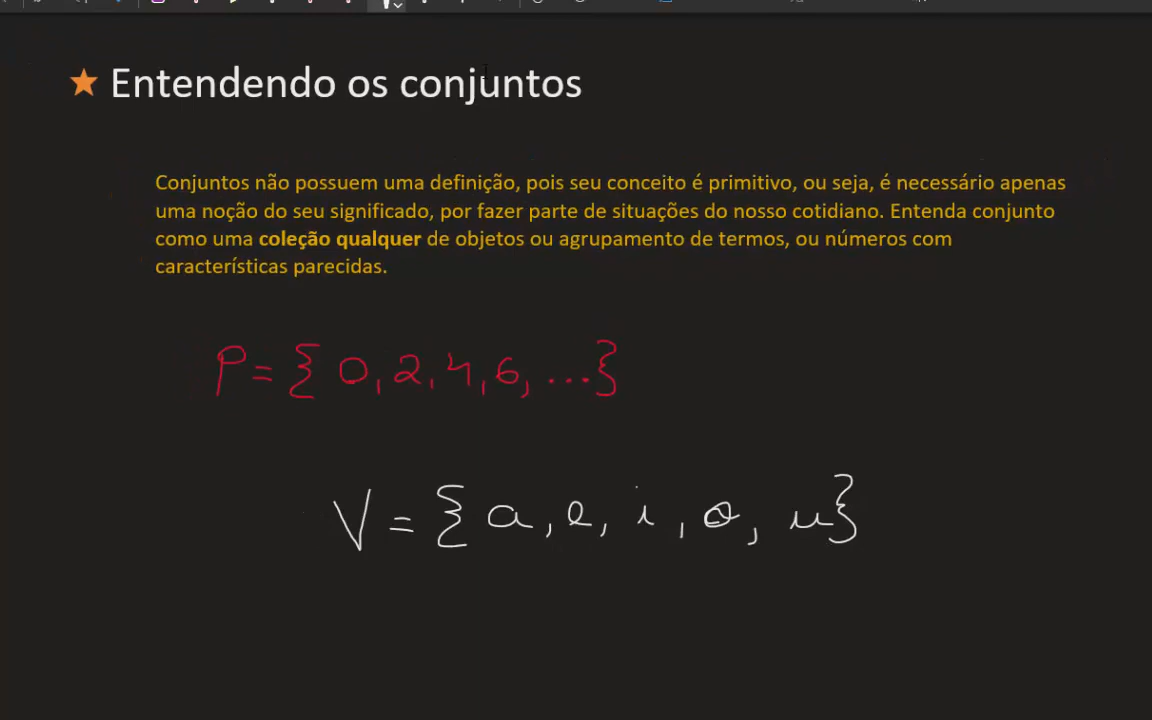 Entendendo os conjuntos
Conjuntos não possuem uma definição, pois seu conceito é primitivo, ou seja, é necessário apenas
uma noção do seu significado, por fazer parte de situações do nosso cotidiano. Entenda conjunto
como uma coleção qualquer de objetos ou agrupamento de termos, ou números com
características parecidas.
P = { 0, 2, 4, 6, ... }
V = { a, e, i, o, u }